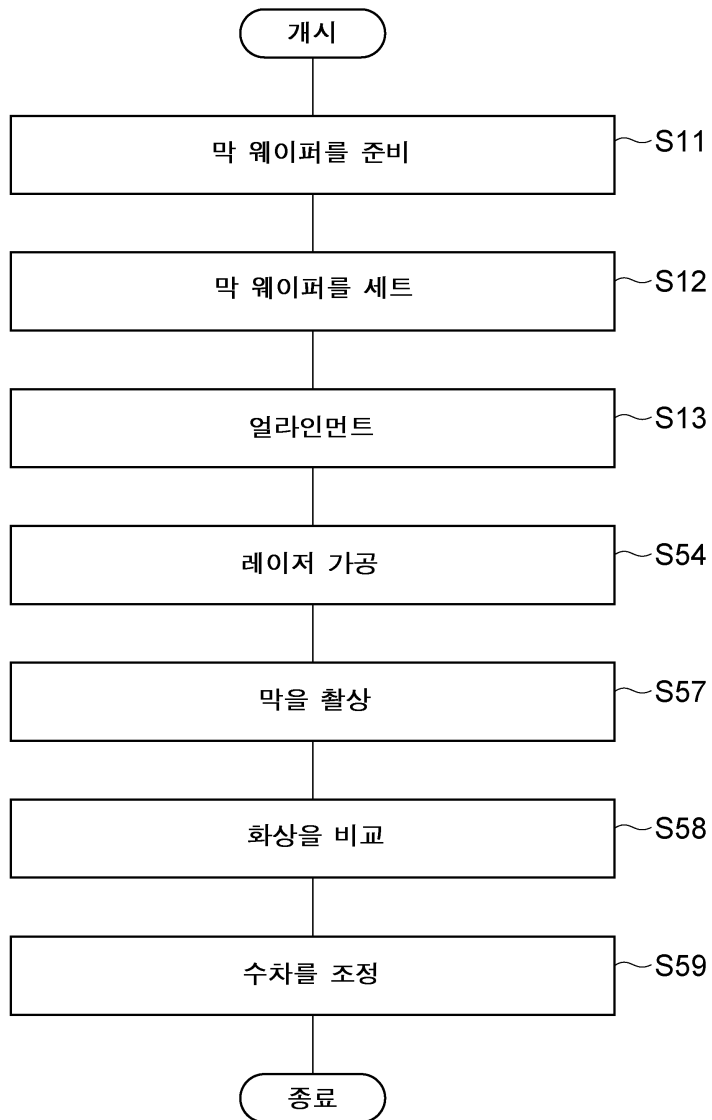 개시
막 웨이퍼를 준비
S11
막 웨이퍼를 세트
S12
얼라인먼트
S13
레이저 가공
S54
막을 촬상
S57
화상을 비교
S58
수차를 조정
S59
종료